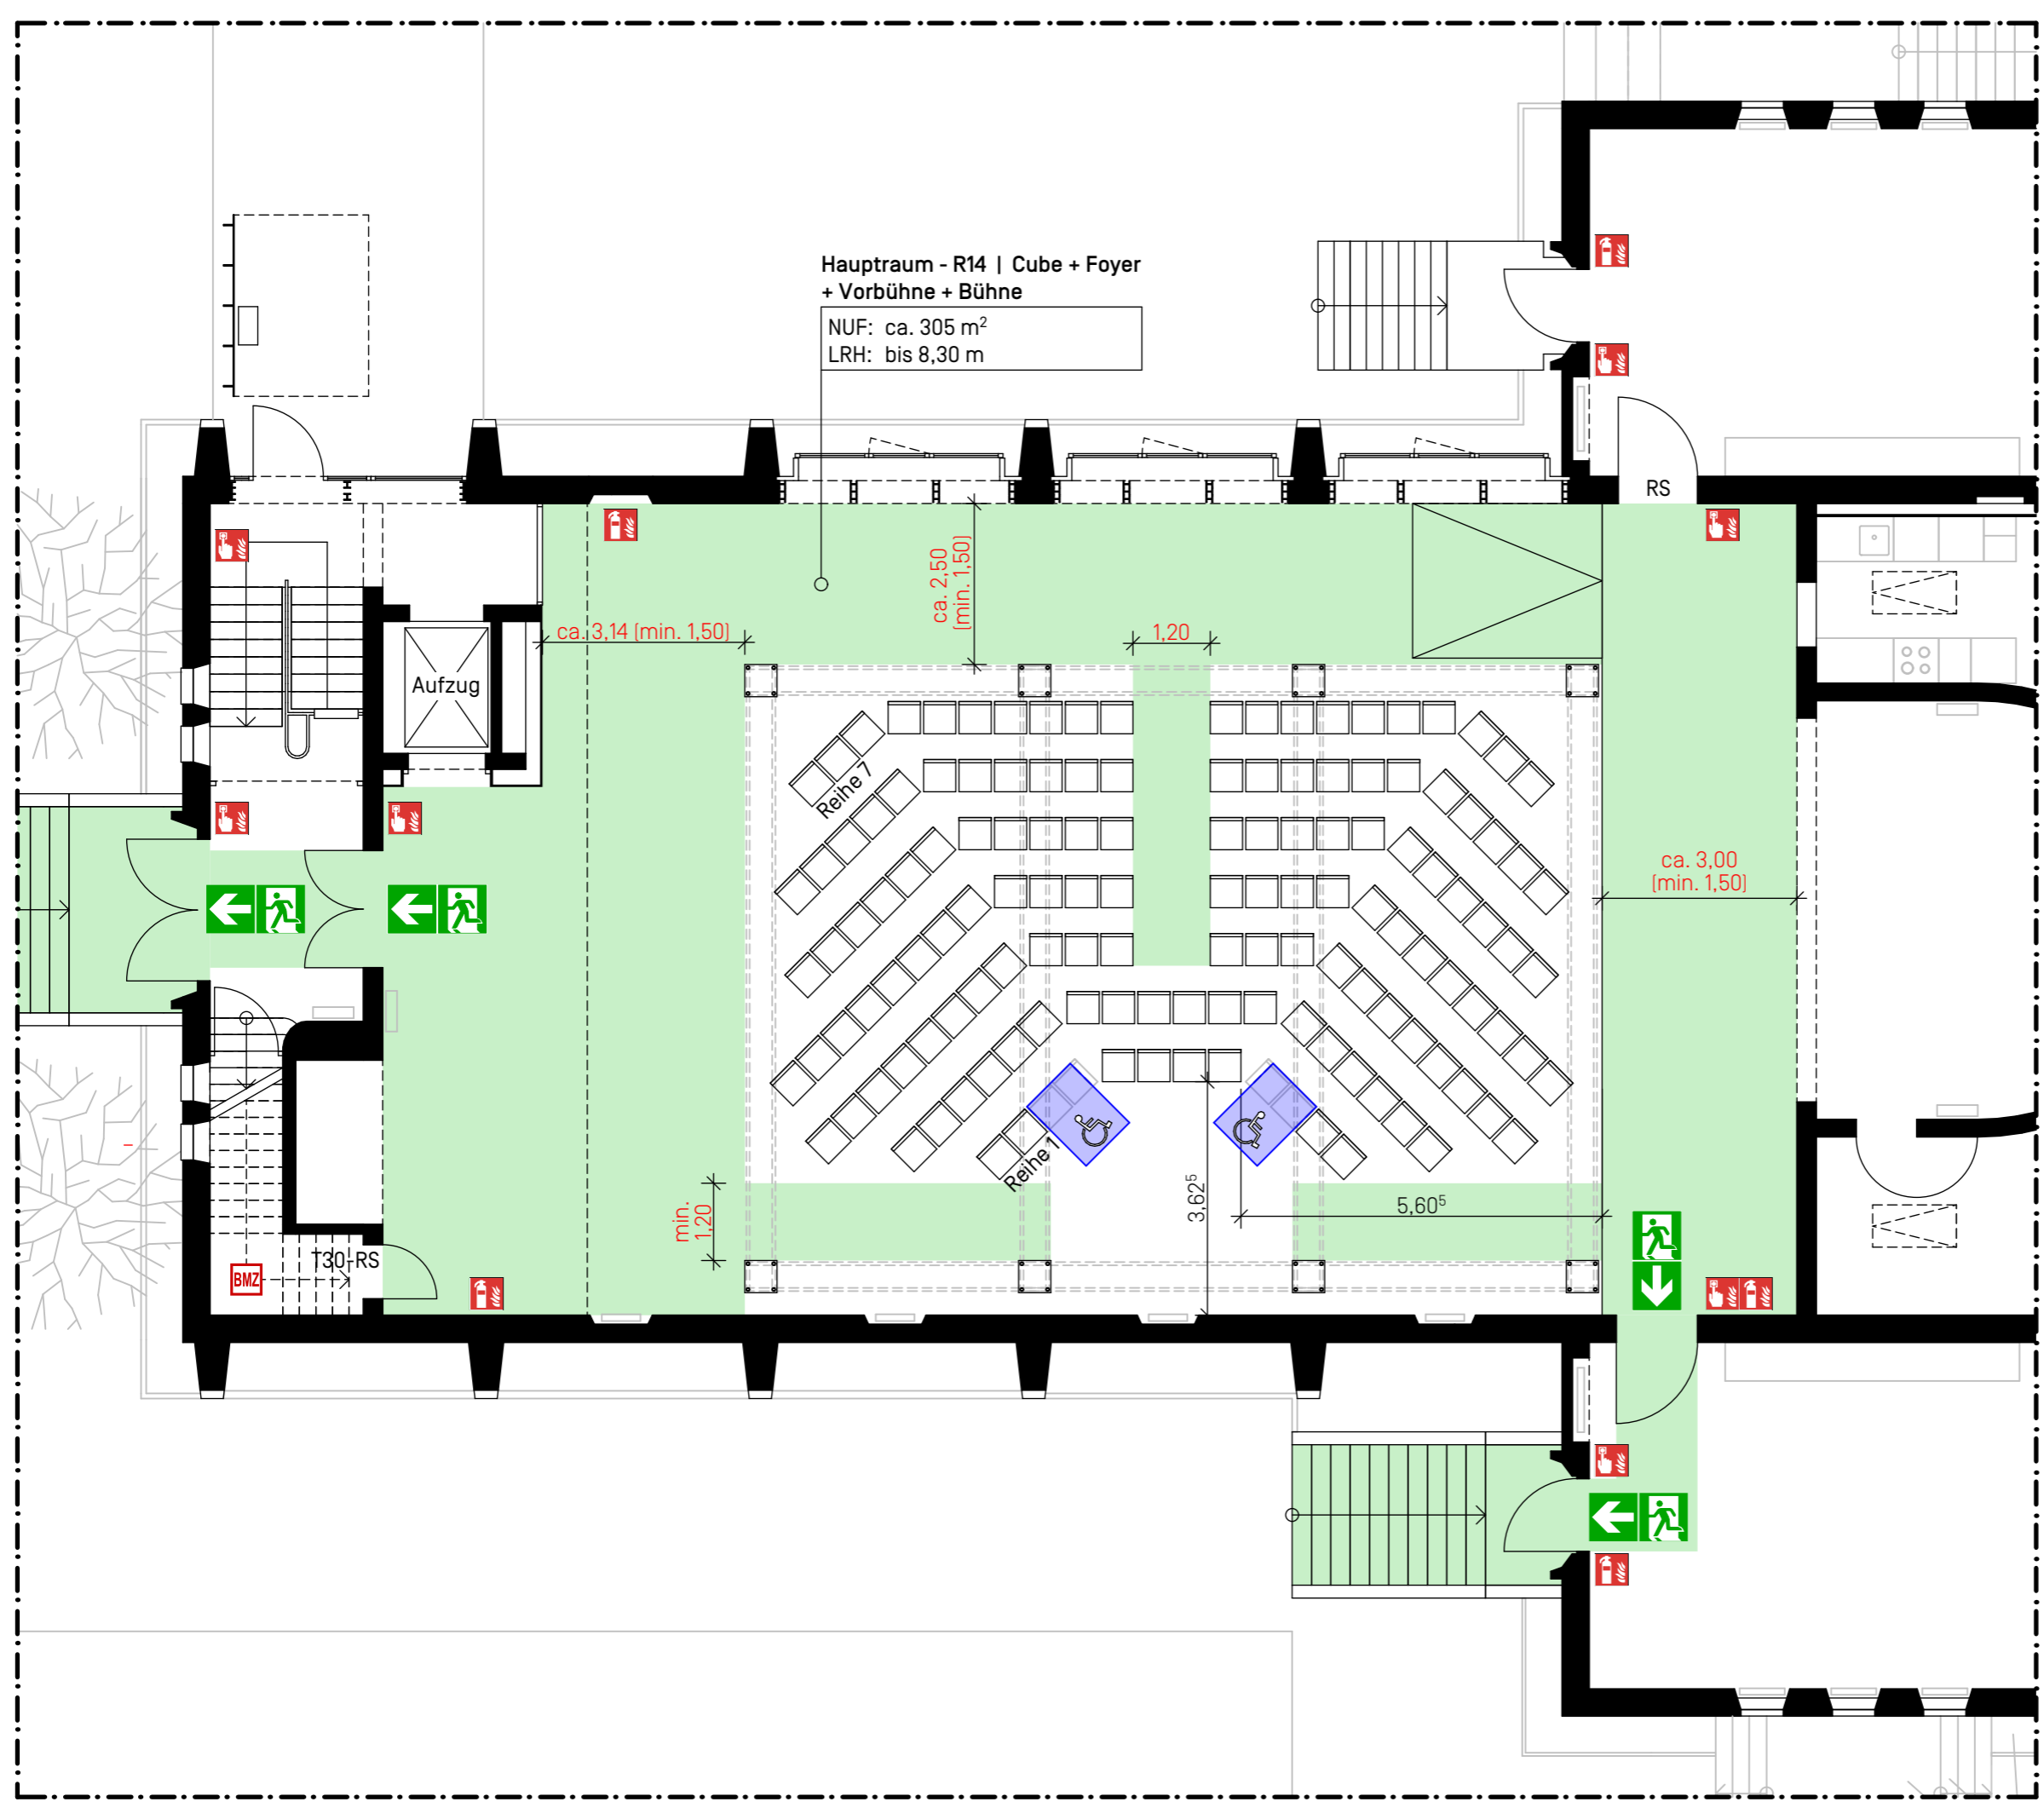 Hauptraum - R14 | Cube + Foyer
+ Vorbühne + Bühne
NUF: ca. 305 m²
LRH: bis 8,30 m
RS
ca. 2,50
(min. 1,50)
ca. 3,14 (min. 1,50)
1,20
Aufzug
Reihe 7
ca. 3,00
(min. 1,50)
Reihe 1
min.
1,20
3,62⁵
5,60⁵
T30-RS
BMZ